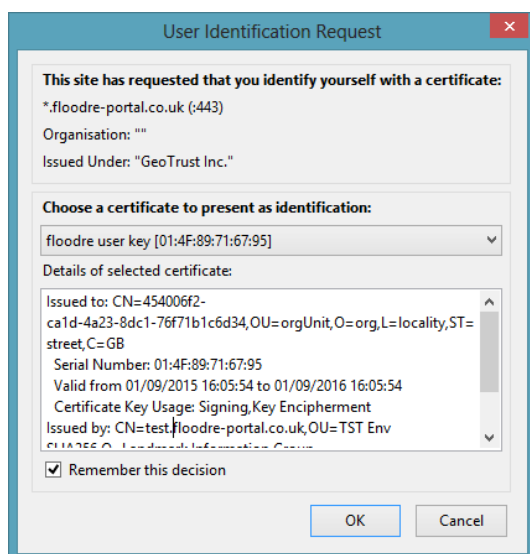 User Identification Request
This site has requested that you identify yourself with a certificate:
*.floodre-portal.co.uk (:443)
Organisation: ""
Issued Under: "GeoTrust Inc."
Choose a certificate to present as identification:
floodre user key [01:4F:89:71:67:95]
Details of selected certificate:
Issued to: CN=454006f2-
ca1d-4a23-8dc1-76f71b1c6d34,OU=orgUnit,O=org,L=locality,ST=
street,C=GB
Serial Number: 01:4F:89:71:67:95
Valid from 01/09/2015 16:05:54 to 01/09/2016 16:05:54
Certificate Key Usage: Signing,Key Encipherment
Issued by: CN=test.floodre-portal.co.uk,OU=TST Env
SHA256,O=Landmark Information Group
Remember this decision
OK
Cancel